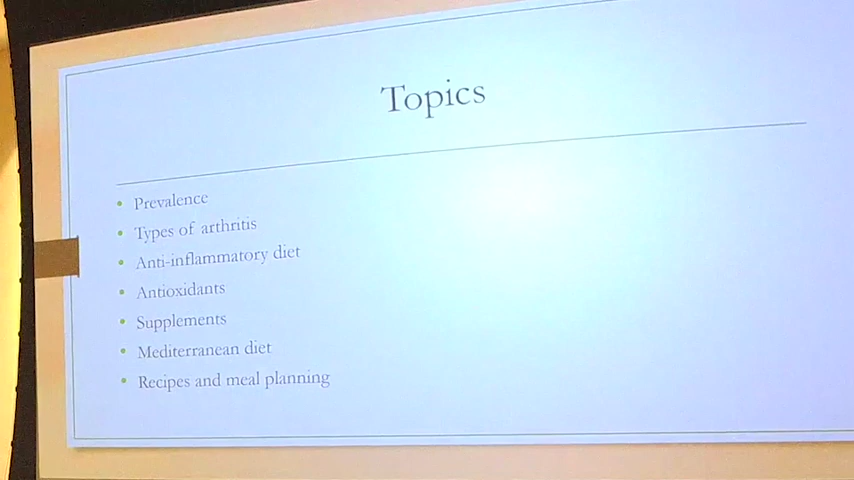 Topics
• Prevalence
• Types of arthritis
• Anti-inflammatory diet
• Antioxidants
• Supplements
• Mediterranean diet
• Recipes and meal planning